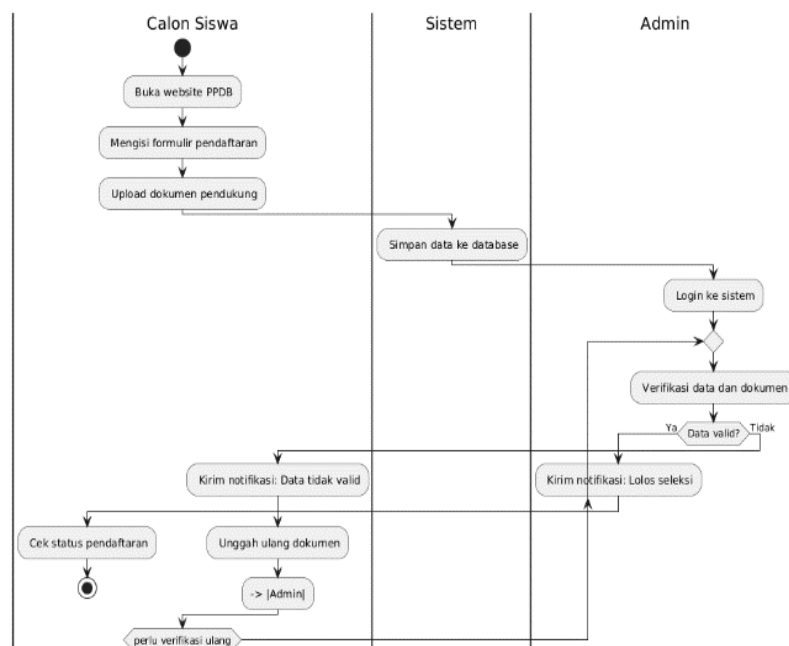 Calon Siswa
Sistem
Admin
Buka website PPDB
Mengisi formulir pendaftaran
Upload dokumen pendukung
Simpan data ke database
Login ke sistem
Verifikasi data dan dokumen
Ya
Data valid?
Tidak
Kirim notifikasi: Data tidak valid
Kirim notifikasi: Lolos seleksi
Cek status pendaftaran
Unggah ulang dokumen
-> |Admin|
perlu verifikasi ulang